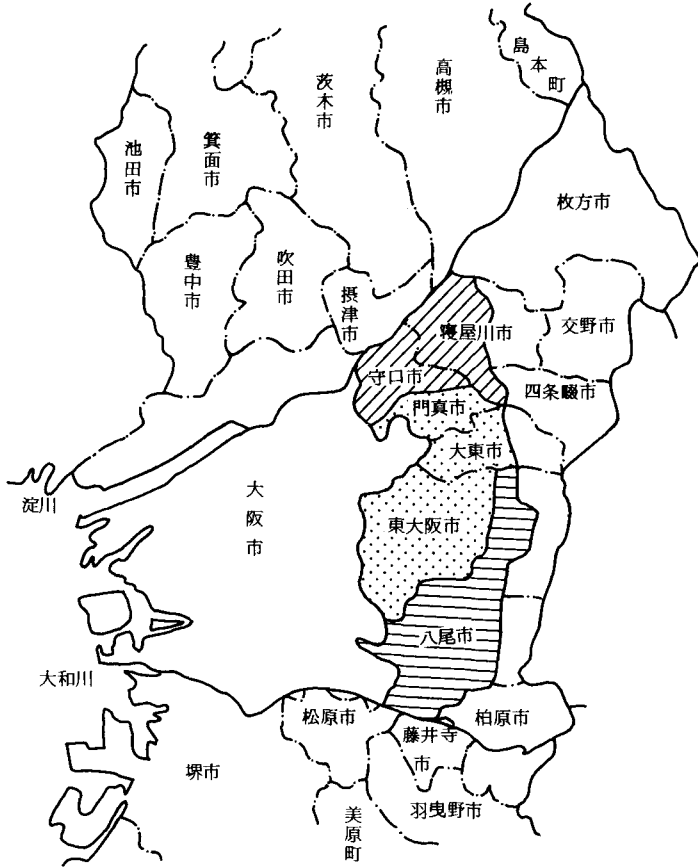 島本町
高槻市
茨木市
箕面市
池田市
枚方市
豊中市
吹田市
摂津市
寝屋川市
交野市
守口市
四条畷市
門真市
大東市
淀川
大阪市
東大阪市
八尾市
大和川
松原市
柏原市
藤井寺市
堺市
美原町
羽曳野市